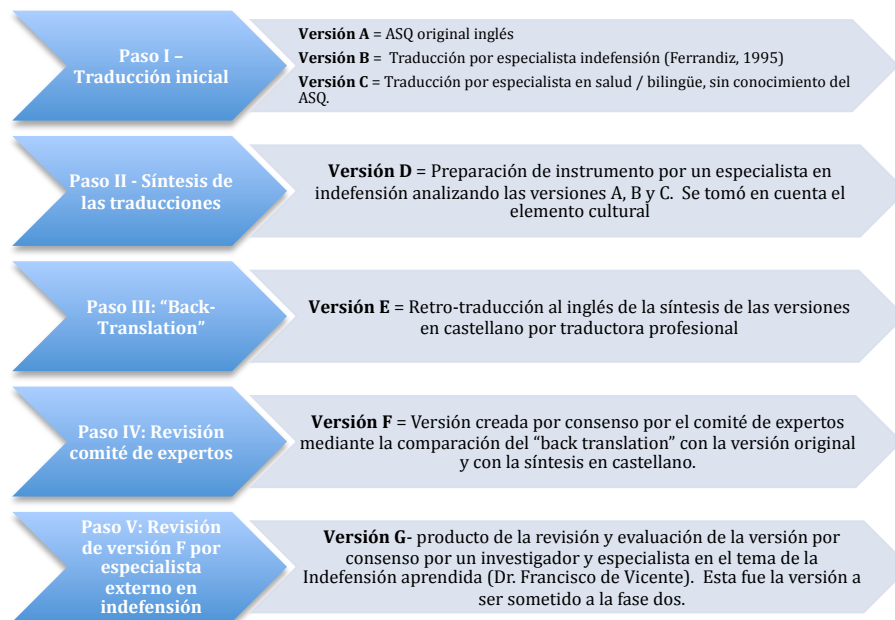 Paso I –
Traducción inicial
Versión A = ASQ original inglés
Versión B = Traducción por especialista indefensión (Ferrandiz, 1995)
Versión C = Traducción por especialista en salud / bilingüe, sin conocimiento del
ASQ.
Paso II - Síntesis de
las traducciones
Versión D = Preparación de instrumento por un especialista en
indefensión analizando las versiones A, B y C. Se tomó en cuenta el
elemento cultural
Paso III: “Back-
Translation”
Versión E = Retro-traducción al inglés de la síntesis de las versiones
en castellano por traductora profesional
Paso IV: Revisión
comité de expertos
Versión F = Versión creada por consenso por el comité de expertos
mediante la comparación del “back translation” con la versión original
y con la síntesis en castellano.
Paso V: Revisión
de versión F por
especialista
externo en
indefensión
Versión G- producto de la revisión y evaluación de la versión por
consenso por un investigador y especialista en el tema de la
Indefensión aprendida (Dr. Francisco de Vicente). Esta fue la versión a
ser sometido a la fase dos.